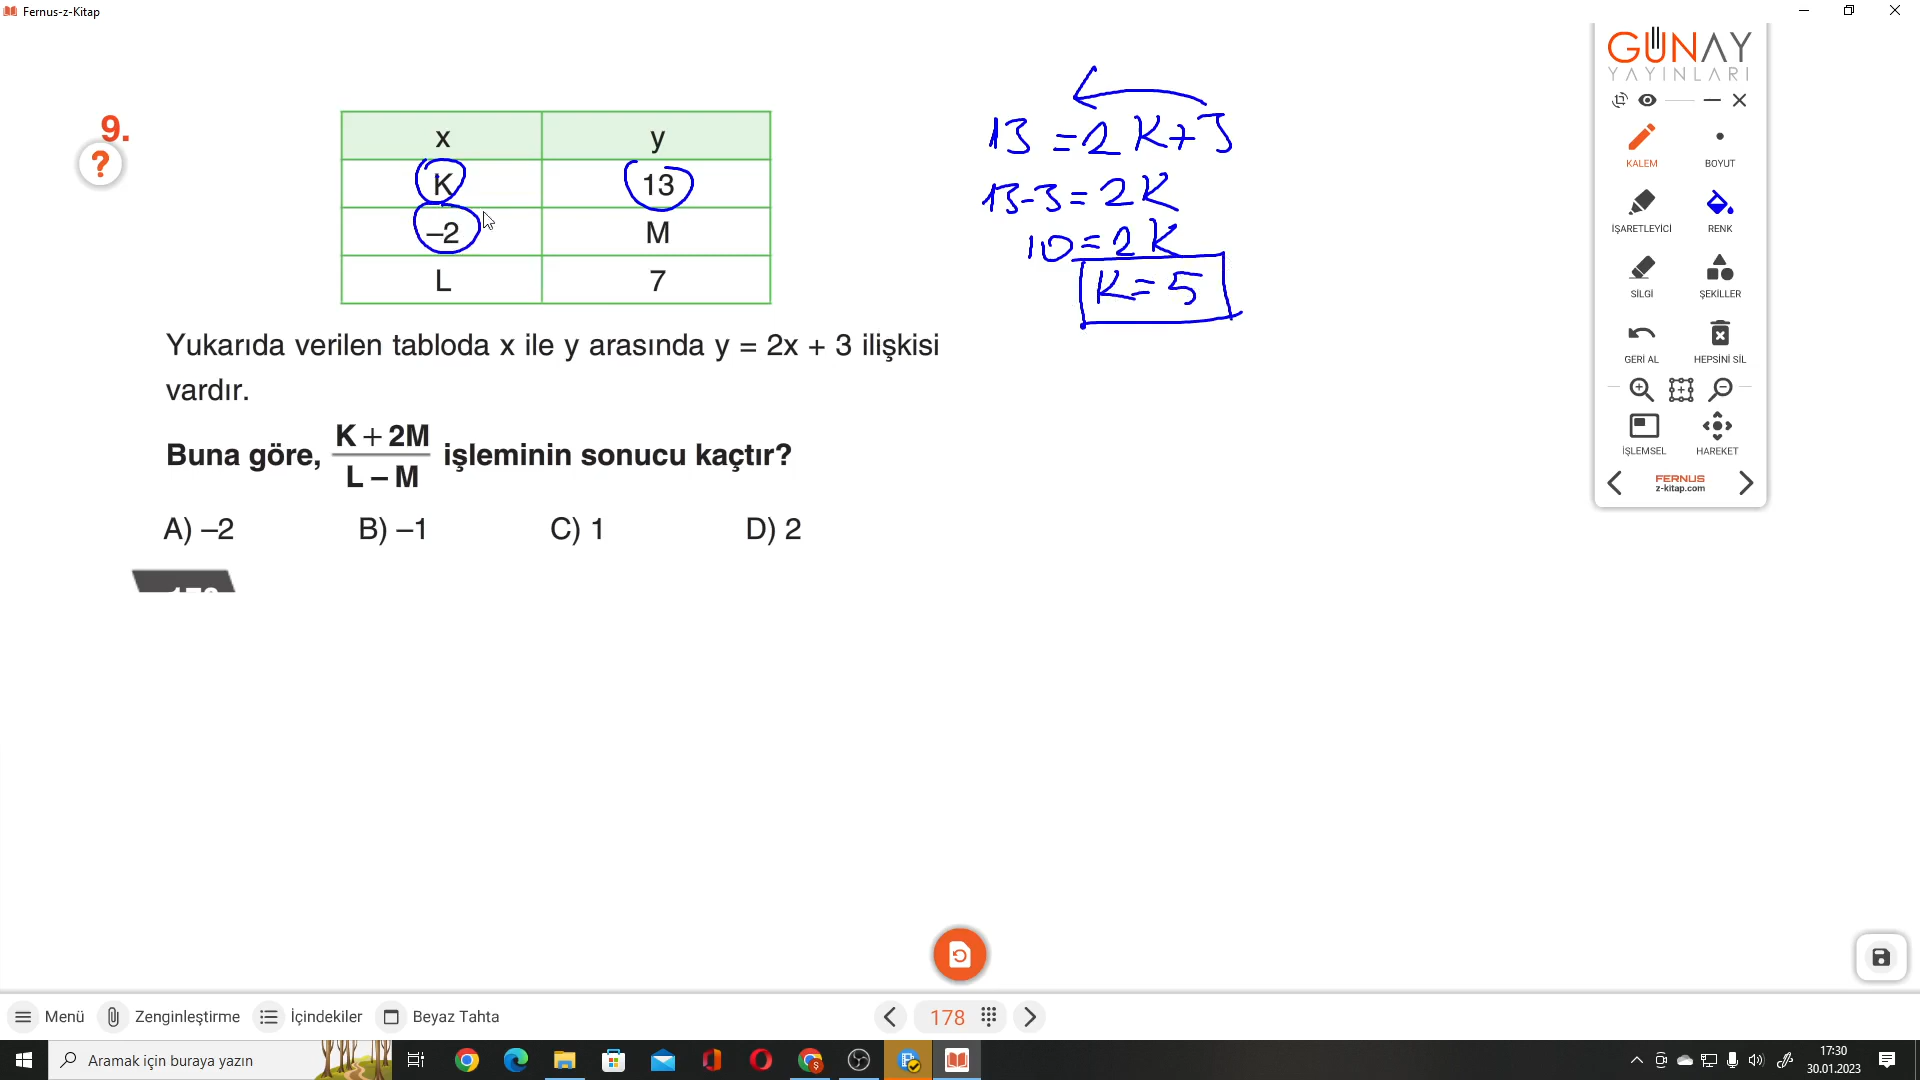 Fernus-z-Kitap
9.
?
x y
K 13
–2 M
L 7
Yukarıda verilen tabloda x ile y arasında y = 2x + 3 ilişkisi
vardır.
Buna göre, K + 2M / L – M işleminin sonucu kaçtır?
A) –2 B) –1 C) 1 D) 2
13 = 2K+3
13-3 = 2K
10 = 2K
K = 5
GÜNAY
YAYINLARI
KALEM BOYUT
İŞARETLEYİCİ RENK
SİLGİ ŞEKİLLER
GERİ AL HEPSİNİ SİL
İŞLEMSEL HAREKET
FERNUS
z-kitap.com
Menü Zenginleştirme İçindekiler Beyaz Tahta 178
Aramak için buraya yazın
17:30
30.01.2023